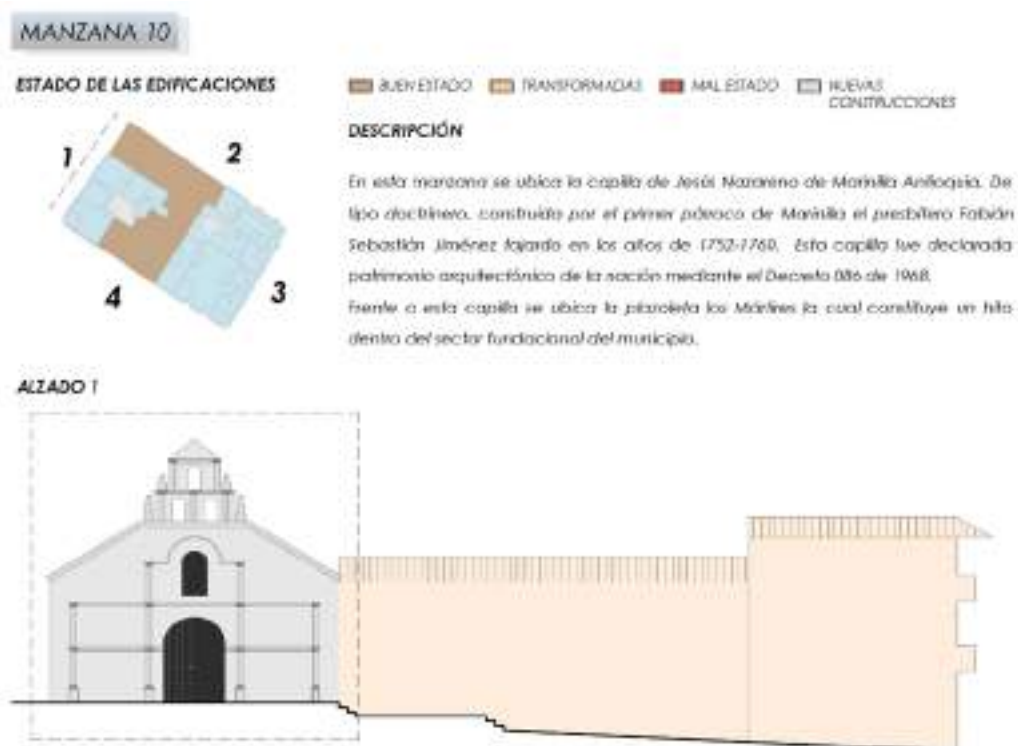 MANZANA 10
ESTADO DE LAS EDIFICACIONES
BUEN ESTADO TRANSFORMADAS MAL ESTADO NUEVAS
CONSTRUCCIONES
DESCRIPCIÓN
1
2
3
4
En esta manzana se ubica la capilla de Jesús Nazareno de Marinilla Antioquia. De
tipo doctrinero, construida por el primer párroco de Marinilla el presbítero Fabián
Sebastián Jiménez fajardo en los años de 1752-1760. Esta capilla fue declarada
patrimonio arquitectónico de la nación mediante el Decreto 086 de 1968.
Frente a esta capilla se ubica la plazoleta los Mártires la cual constituye un hito
dentro del sector fundacional del municipio.
ALZADO 1